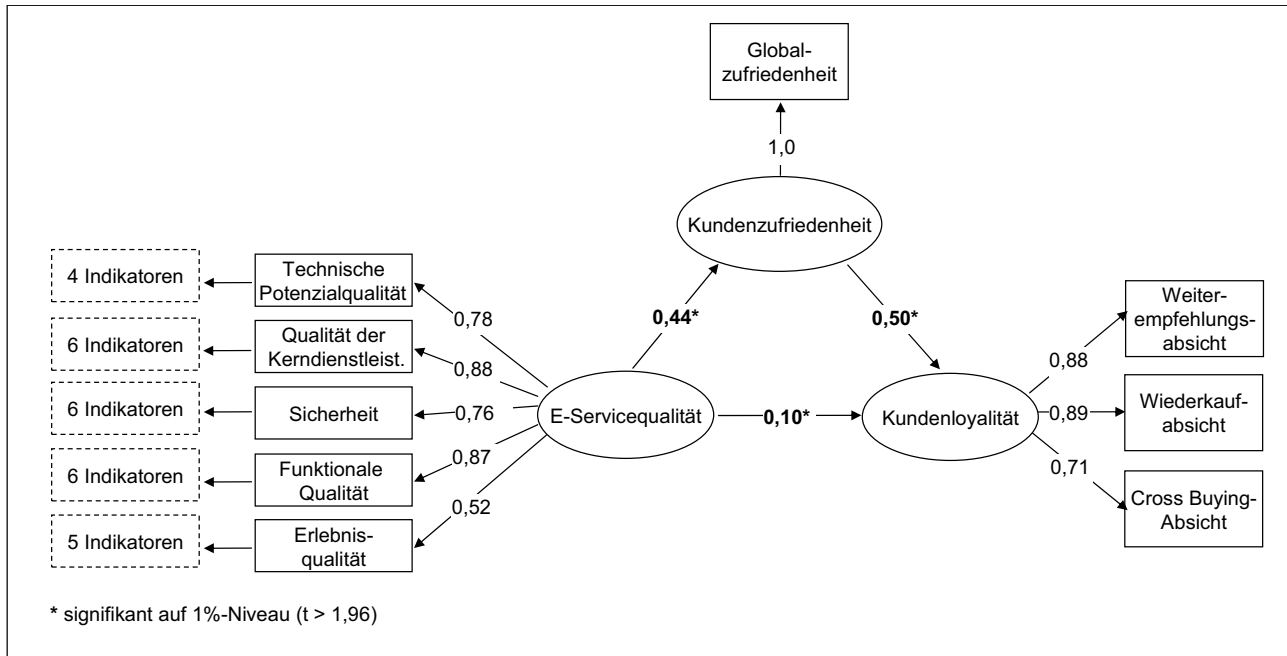 Global-
zufriedenheit
1,0
Kundenzufriedenheit
4 Indikatoren
Technische
Potenzialqualität
0,78
6 Indikatoren
Qualität der
Kerndienstleist.
0,88
6 Indikatoren
Sicherheit
0,76
6 Indikatoren
Funktionale
Qualität
0,87
5 Indikatoren
Erlebnis-
qualität
0,52
E-Servicequalität
0,44*
0,50*
0,10*
Kundenloyalität
0,88
Weiter-
empfehlungs-
absicht
0,89
Wiederkauf-
absicht
0,71
Cross Buying-
Absicht
* signifikant auf 1%-Niveau (t > 1,96)